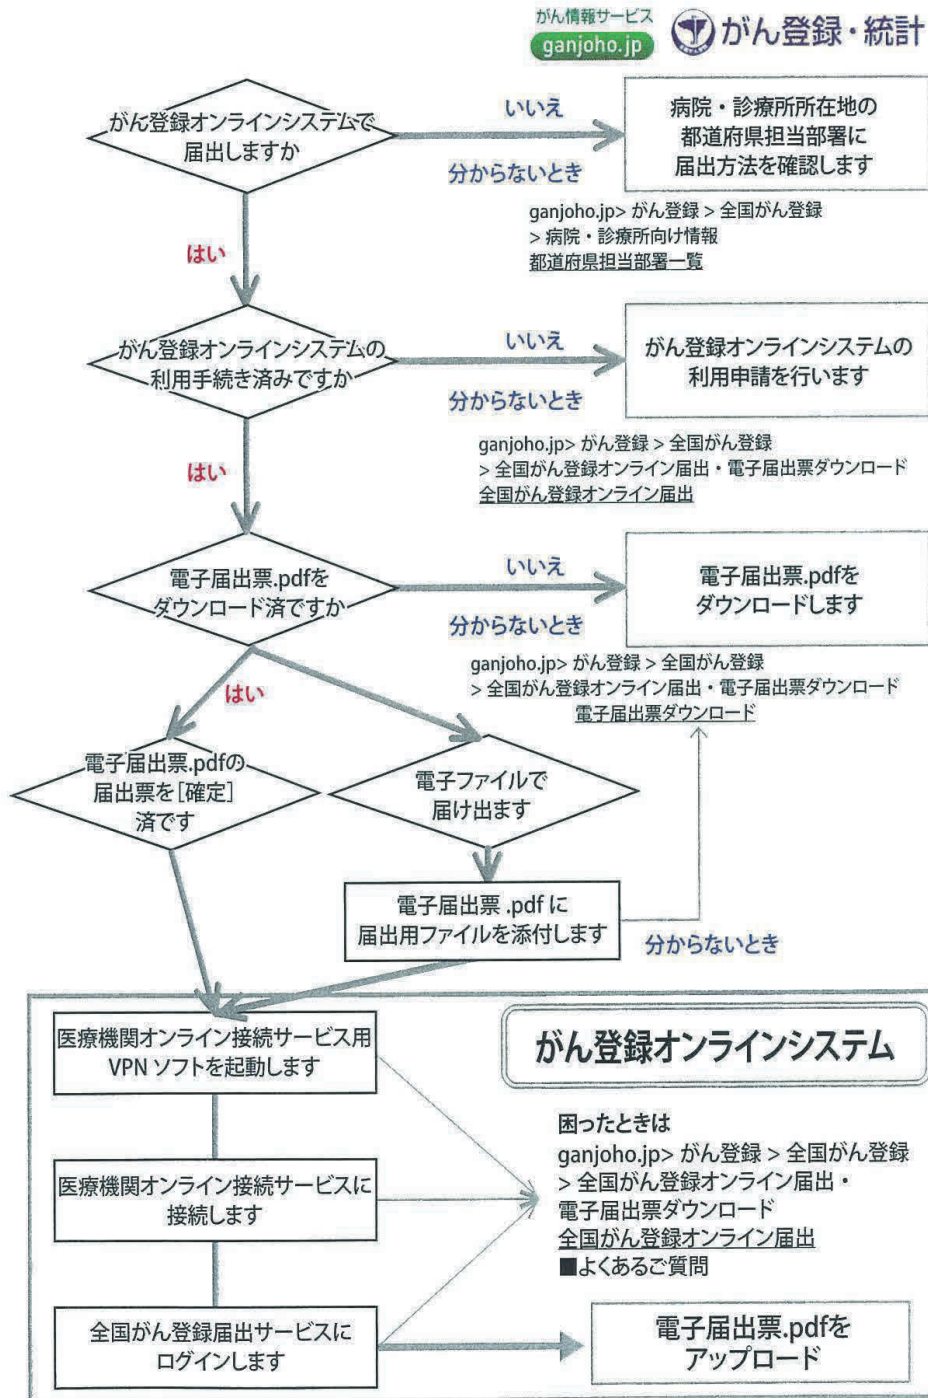 がん情報サービス
ganjoho.jp
がん登録・統計
がん登録オンラインシステムで
届出しますか
いいえ
分からないとき
病院・診療所所在地の
都道府県担当部署に
届出方法を確認します
ganjoho.jp> がん登録 > 全国がん登録
> 病院・診療所向け情報
都道府県担当部署一覧
はい
がん登録オンラインシステムの
利用手続き済みですか
いいえ
分からないとき
がん登録オンラインシステムの
利用申請を行います
ganjoho.jp> がん登録 > 全国がん登録
> 全国がん登録オンライン届出・電子届出票ダウンロード
全国がん登録オンライン届出
はい
電子届出票.pdfを
ダウンロード済ですか
いいえ
分からないとき
電子届出票.pdfを
ダウンロードします
ganjoho.jp> がん登録 > 全国がん登録
> 全国がん登録オンライン届出・電子届出票ダウンロード
電子届出票ダウンロード
はい
電子届出票.pdfの
届出票を[確定]
済です
電子ファイルで
届け出ます
電子届出票 .pdf に
届出用ファイルを添付します
分からないとき
医療機関オンライン接続サービス用
VPN ソフトを起動します
がん登録オンラインシステム
医療機関オンライン接続サービスに
接続します
困ったときは
ganjoho.jp> がん登録 > 全国がん登録
> 全国がん登録オンライン届出・
電子届出票ダウンロード
全国がん登録オンライン届出
■よくあるご質問
全国がん登録届出サービスに
ログインします
電子届出票.pdfを
アップロード